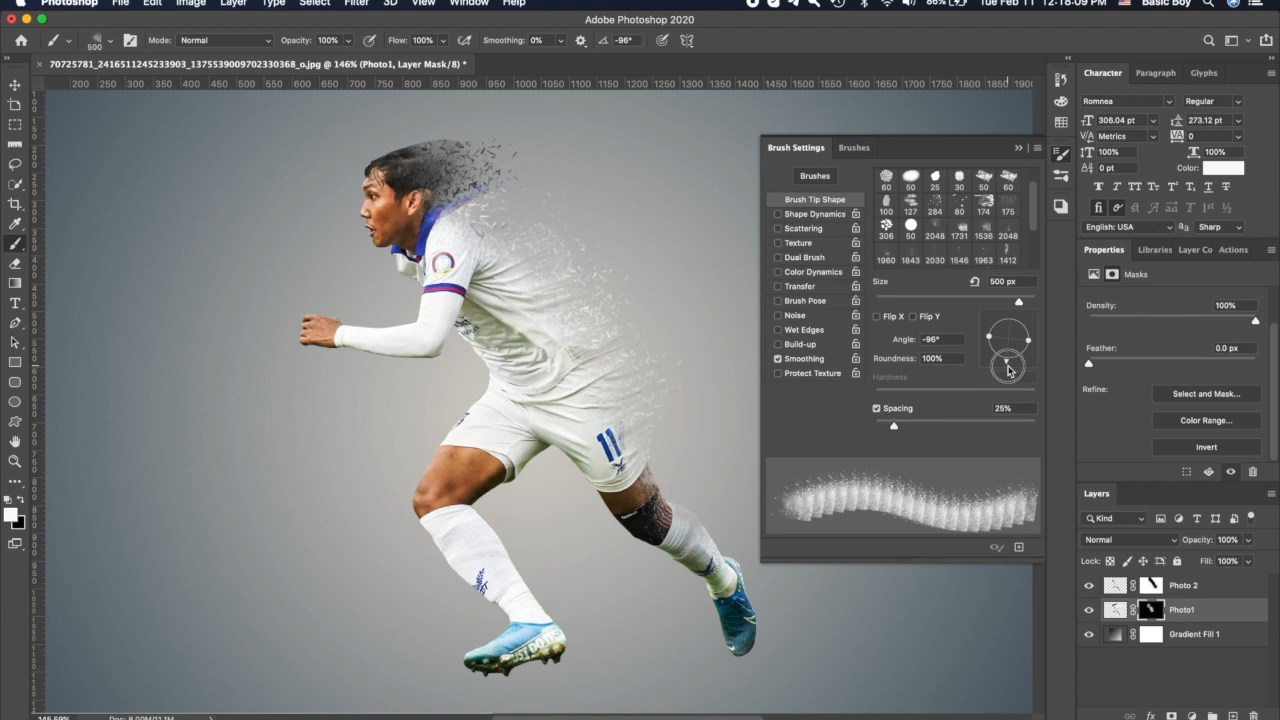 Photoshop File Edit Image Layer Type Select Filter 3D View Window Help 86% Tue Feb 11 12:18:09 PM Basic Boy
Adobe Photoshop 2020
500 Mode: Normal Opacity: 100% Flow: 100% Smoothing: 0% -96°
70725781_2416511245233903_1375539009702330368_o.jpg @ 146% (Photo1, Layer Mask/8) *
200 250 300 350 400 450 500 550 600 650 700 750 800 850 900 950 1000 1050 1100 1150 1200 1250 1300 1350 1400 1450 1500 1550 1600 1650 1700 1750 1800 1850 1900
Character Paragraph Glyphs
Romnea Regular
306.04 pt 273.12 pt
Metrics 0
100% 100%
0 pt Color:
English: USA Sharp
Properties Libraries Layer Co Actions
Masks
Density: 100%
Feather: 0.0 px
Refine: Select and Mask...
Color Range...
Invert
Layers
Kind
Normal Opacity: 100%
Lock: Fill: 100%
Photo 2
Photo1
Gradient Fill 1
Brush Settings Brushes
Brushes
Brush Tip Shape
Shape Dynamics
Scattering
Texture
Dual Brush
Color Dynamics
Transfer
Brush Pose
Noise
Wet Edges
Build-up
Smoothing
Protect Texture
60 50 25 30 50 60
100 127 284 80 174 175
306 50 2048 1731 1536 2048
1960 1843 2030 1546 1963 1412
Size 500 px
Flip X Flip Y
Angle: -96°
Roundness: 100%
Hardness
Spacing 25%
11
JUST DO IT